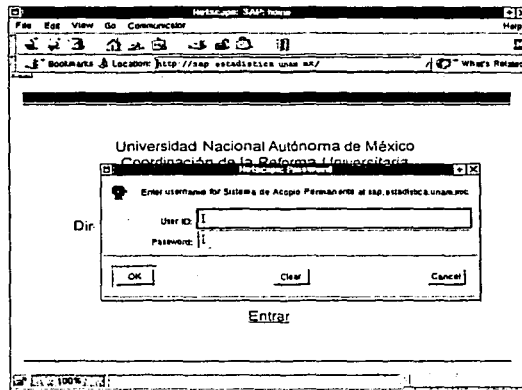 Netscape: SAP: home
File Edit View Go Communicator Help
Bookmarks Location: http://sap.estadistica.unam.mx/ What's Related
Universidad Nacional Autónoma de México
Coordinación de la Reforma Universitaria
Netscape: Password
Enter username for Sistema de Acopio Permanente at sap.estadistica.unam.mx:
Dir
User ID:
Password:
OK Clear Cancel
Entrar
100%